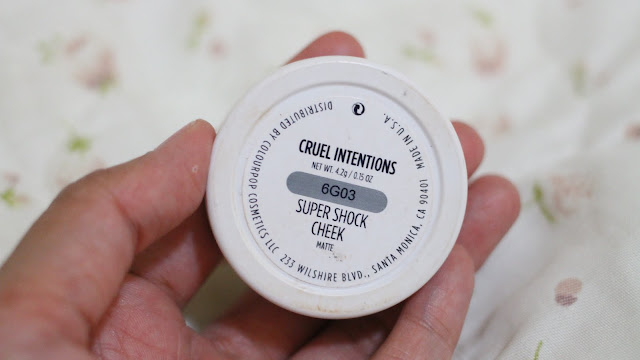 CRUEL INTENTIONS
NET WT. 4.2g / 0.15 OZ
6G03
SUPER SHOCK
CHEEK
MATTE
DISTRIBUTED BY COLOURPOP COSMETICS LLC 233 WILSHIRE BLVD., SANTA MONICA, CA 90401 MADE IN U.S.A.